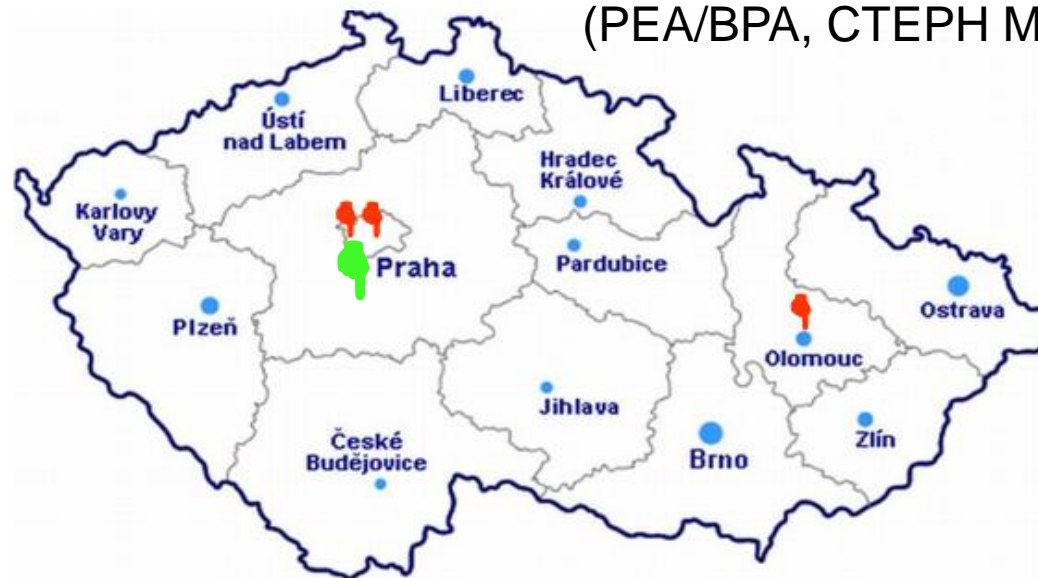 (PEA/BPA, CTEPH M
Liberec
Ústí
nad Labem
Hradec
Králové
Karlovy
Vary
Praha
Pardubice
Plzeň
Ostrava
Olomouc
Jihlava
Zlín
České
Budějovice
Brno